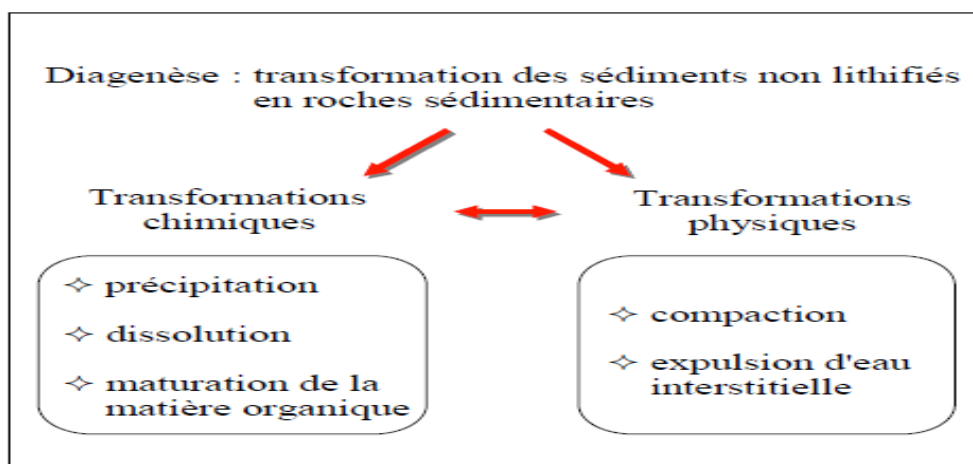 Diagenèse : transformation des sédiments non lithifiés
en roches sédimentaires
Transformations
chimiques
✧ précipitation
✧ dissolution
✧ maturation de la
matière organique
Transformations
physiques
✧ compaction
✧ expulsion d'eau
interstitielle